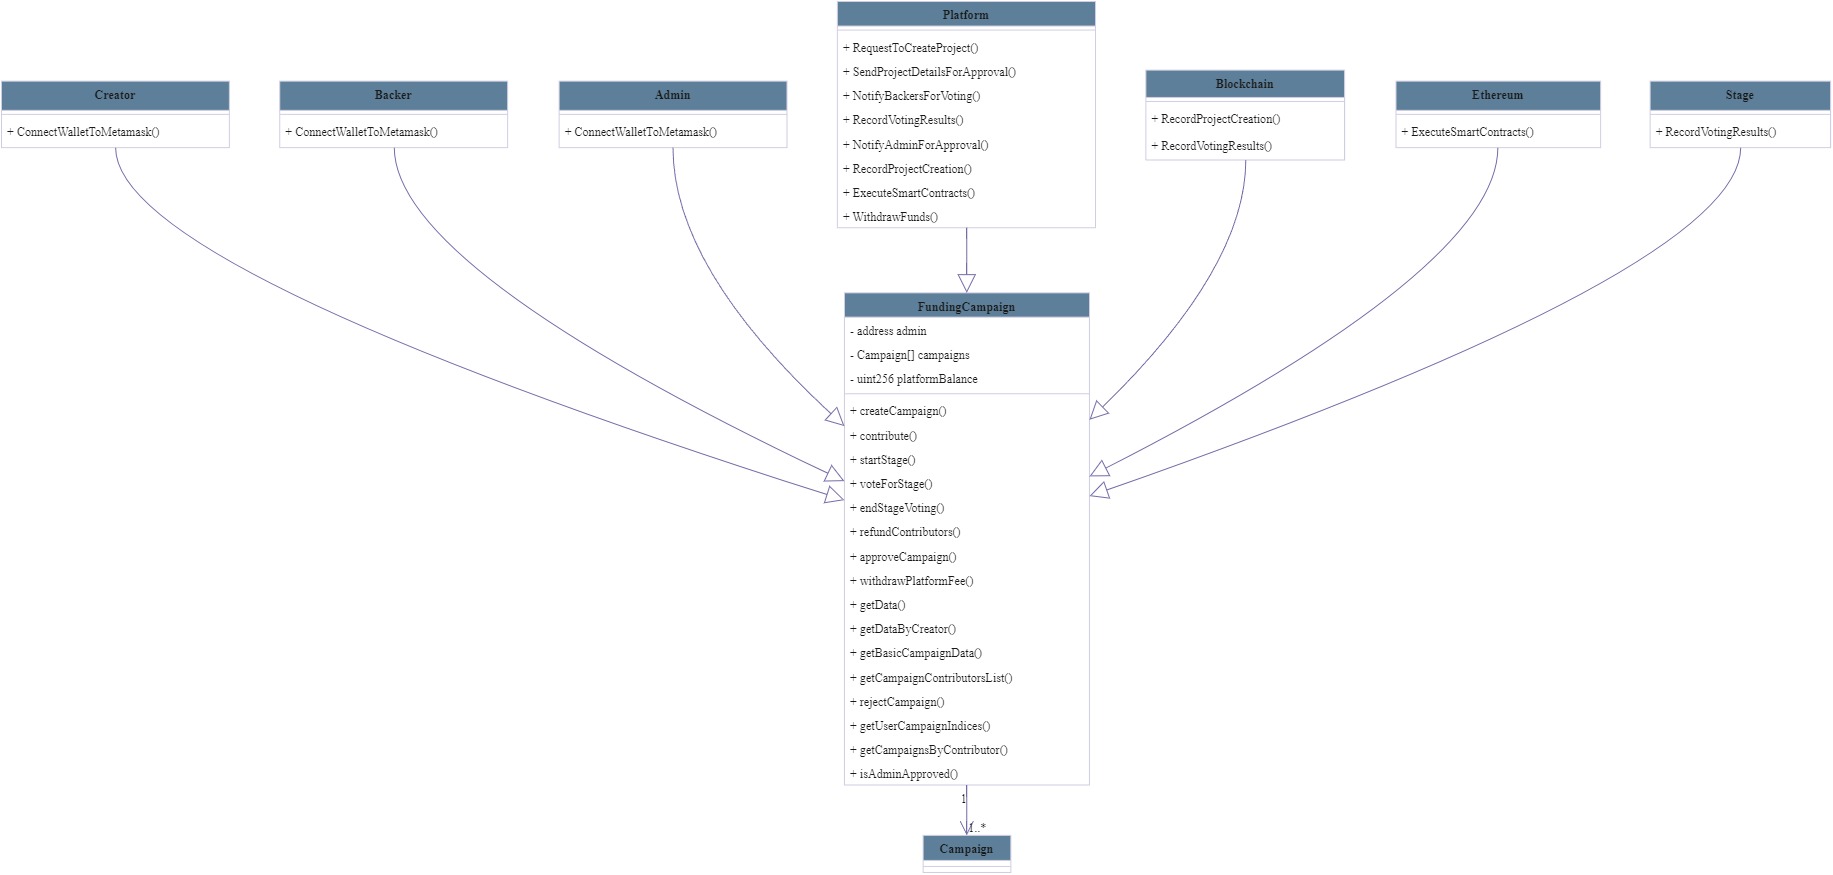 Platform
+ RequestToCreateProject()
+ SendProjectDetailsForApproval()
+ NotifyBackersForVoting()
+ RecordVotingResults()
+ NotifyAdminForApproval()
+ RecordProjectCreation()
+ ExecuteSmartContracts()
+ WithdrawFunds()
Creator
+ ConnectWalletToMetamask()
Backer
+ ConnectWalletToMetamask()
Admin
+ ConnectWalletToMetamask()
Blockchain
+ RecordProjectCreation()
+ RecordVotingResults()
Ethereum
+ ExecuteSmartContracts()
Stage
+ RecordVotingResults()
FundingCampaign
- address admin
- Campaign[] campaigns
- uint256 platformBalance
+ createCampaign()
+ contribute()
+ startStage()
+ voteForStage()
+ endStageVoting()
+ refundContributors()
+ approveCampaign()
+ withdrawPlatformFee()
+ getData()
+ getDataByCreator()
+ getBasicCampaignData()
+ getCampaignContributorsList()
+ rejectCampaign()
+ getUserCampaignIndices()
+ getCampaignsByContributor()
+ isAdminApproved()
1
1..*
Campaign